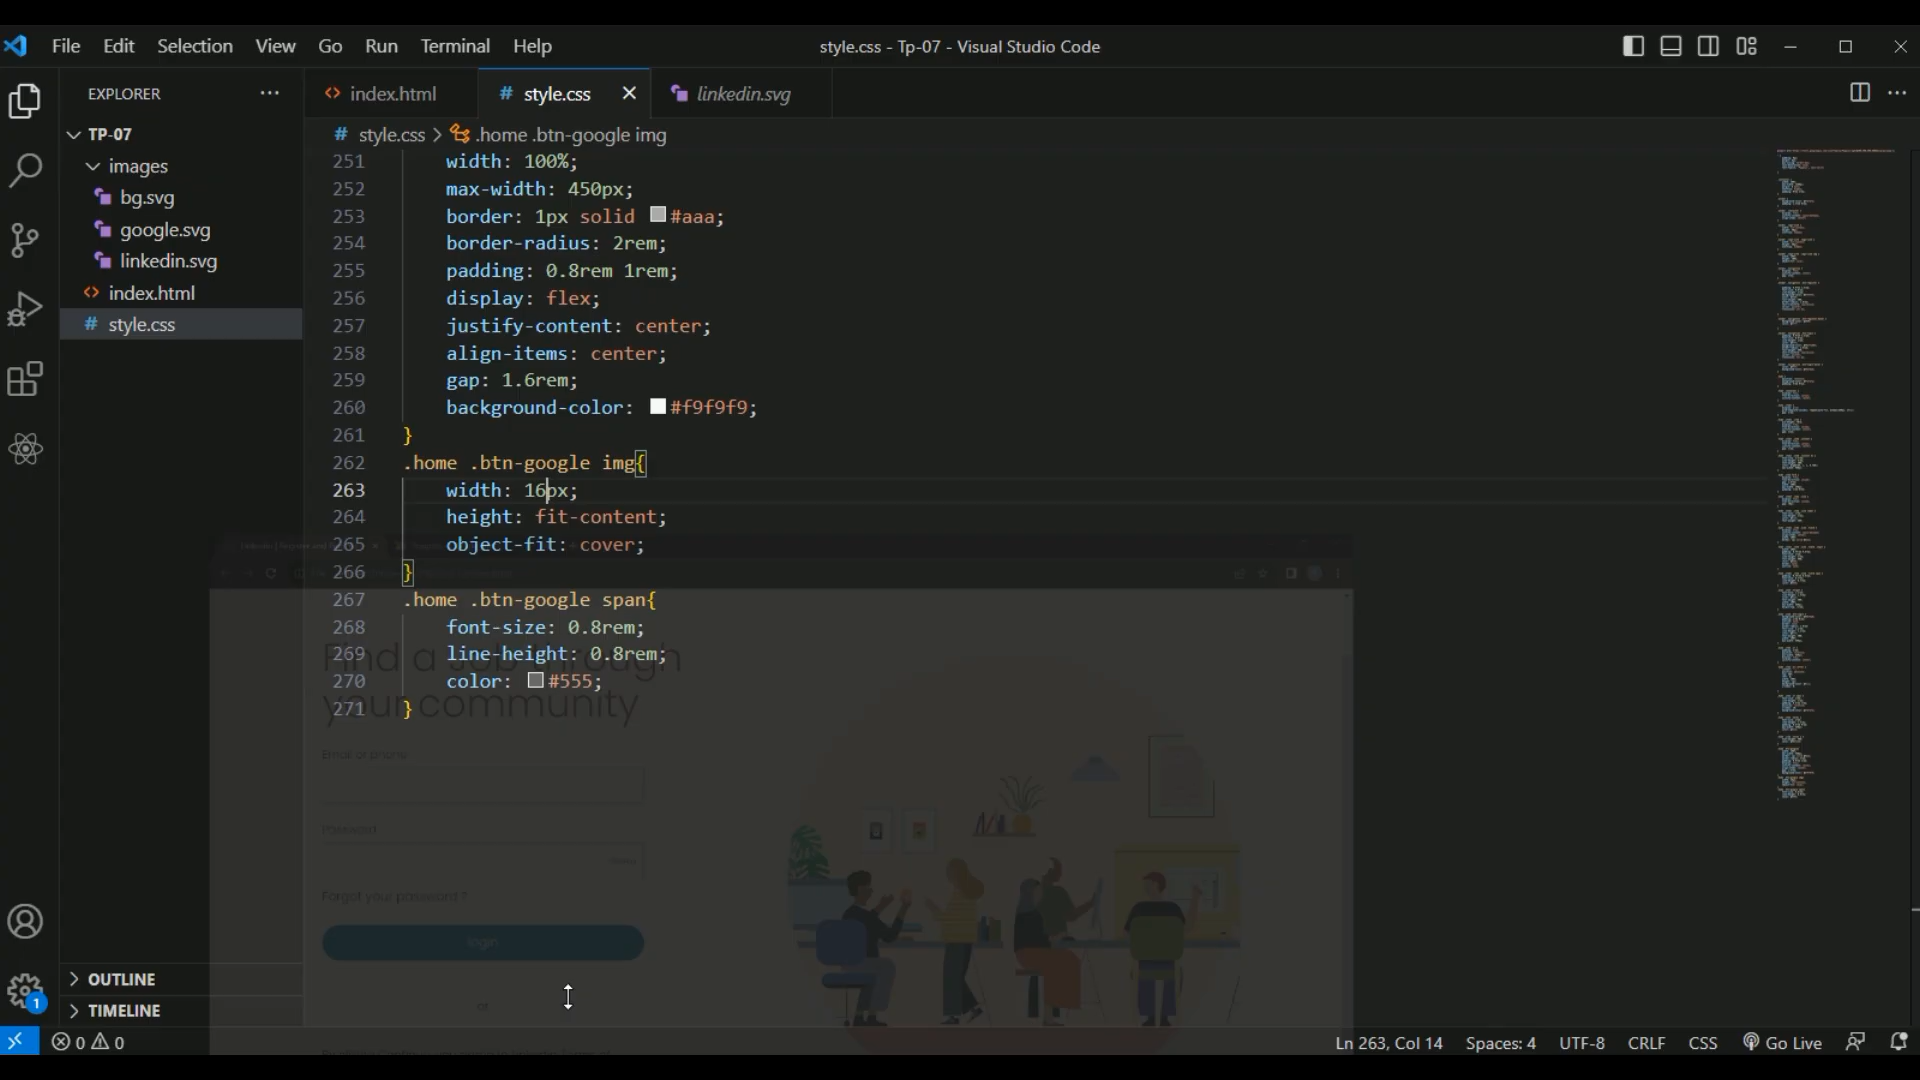 File Edit Selection View Go Run Terminal Help
style.css - Tp-07 - Visual Studio Code
EXPLORER
TP-07
images
bg.svg
google.svg
linkedin.svg
index.html
style.css
OUTLINE
TIMELINE
index.html
style.css
linkedin.svg
style.css > .home .btn-google img
251 width: 100%;
252 max-width: 450px;
253 border: 1px solid #aaa;
254 border-radius: 2rem;
255 padding: 0.8rem 1rem;
256 display: flex;
257 justify-content: center;
258 align-items: center;
259 gap: 1.6rem;
260 background-color: #f9f9f9;
261 }
262 .home .btn-google img{
263 width: 16px;
264 height: fit-content;
265 object-fit: cover;
266 }
267 .home .btn-google span{
268 font-size: 0.8rem;
269 line-height: 0.8rem;
270 color: #555;
271 }
Find a Job through
your community
Email or phone
Password
show
Forgot your password ?
login
or
1
0 0
Ln 263, Col 14 Spaces: 4 UTF-8 CRLF CSS Go Live